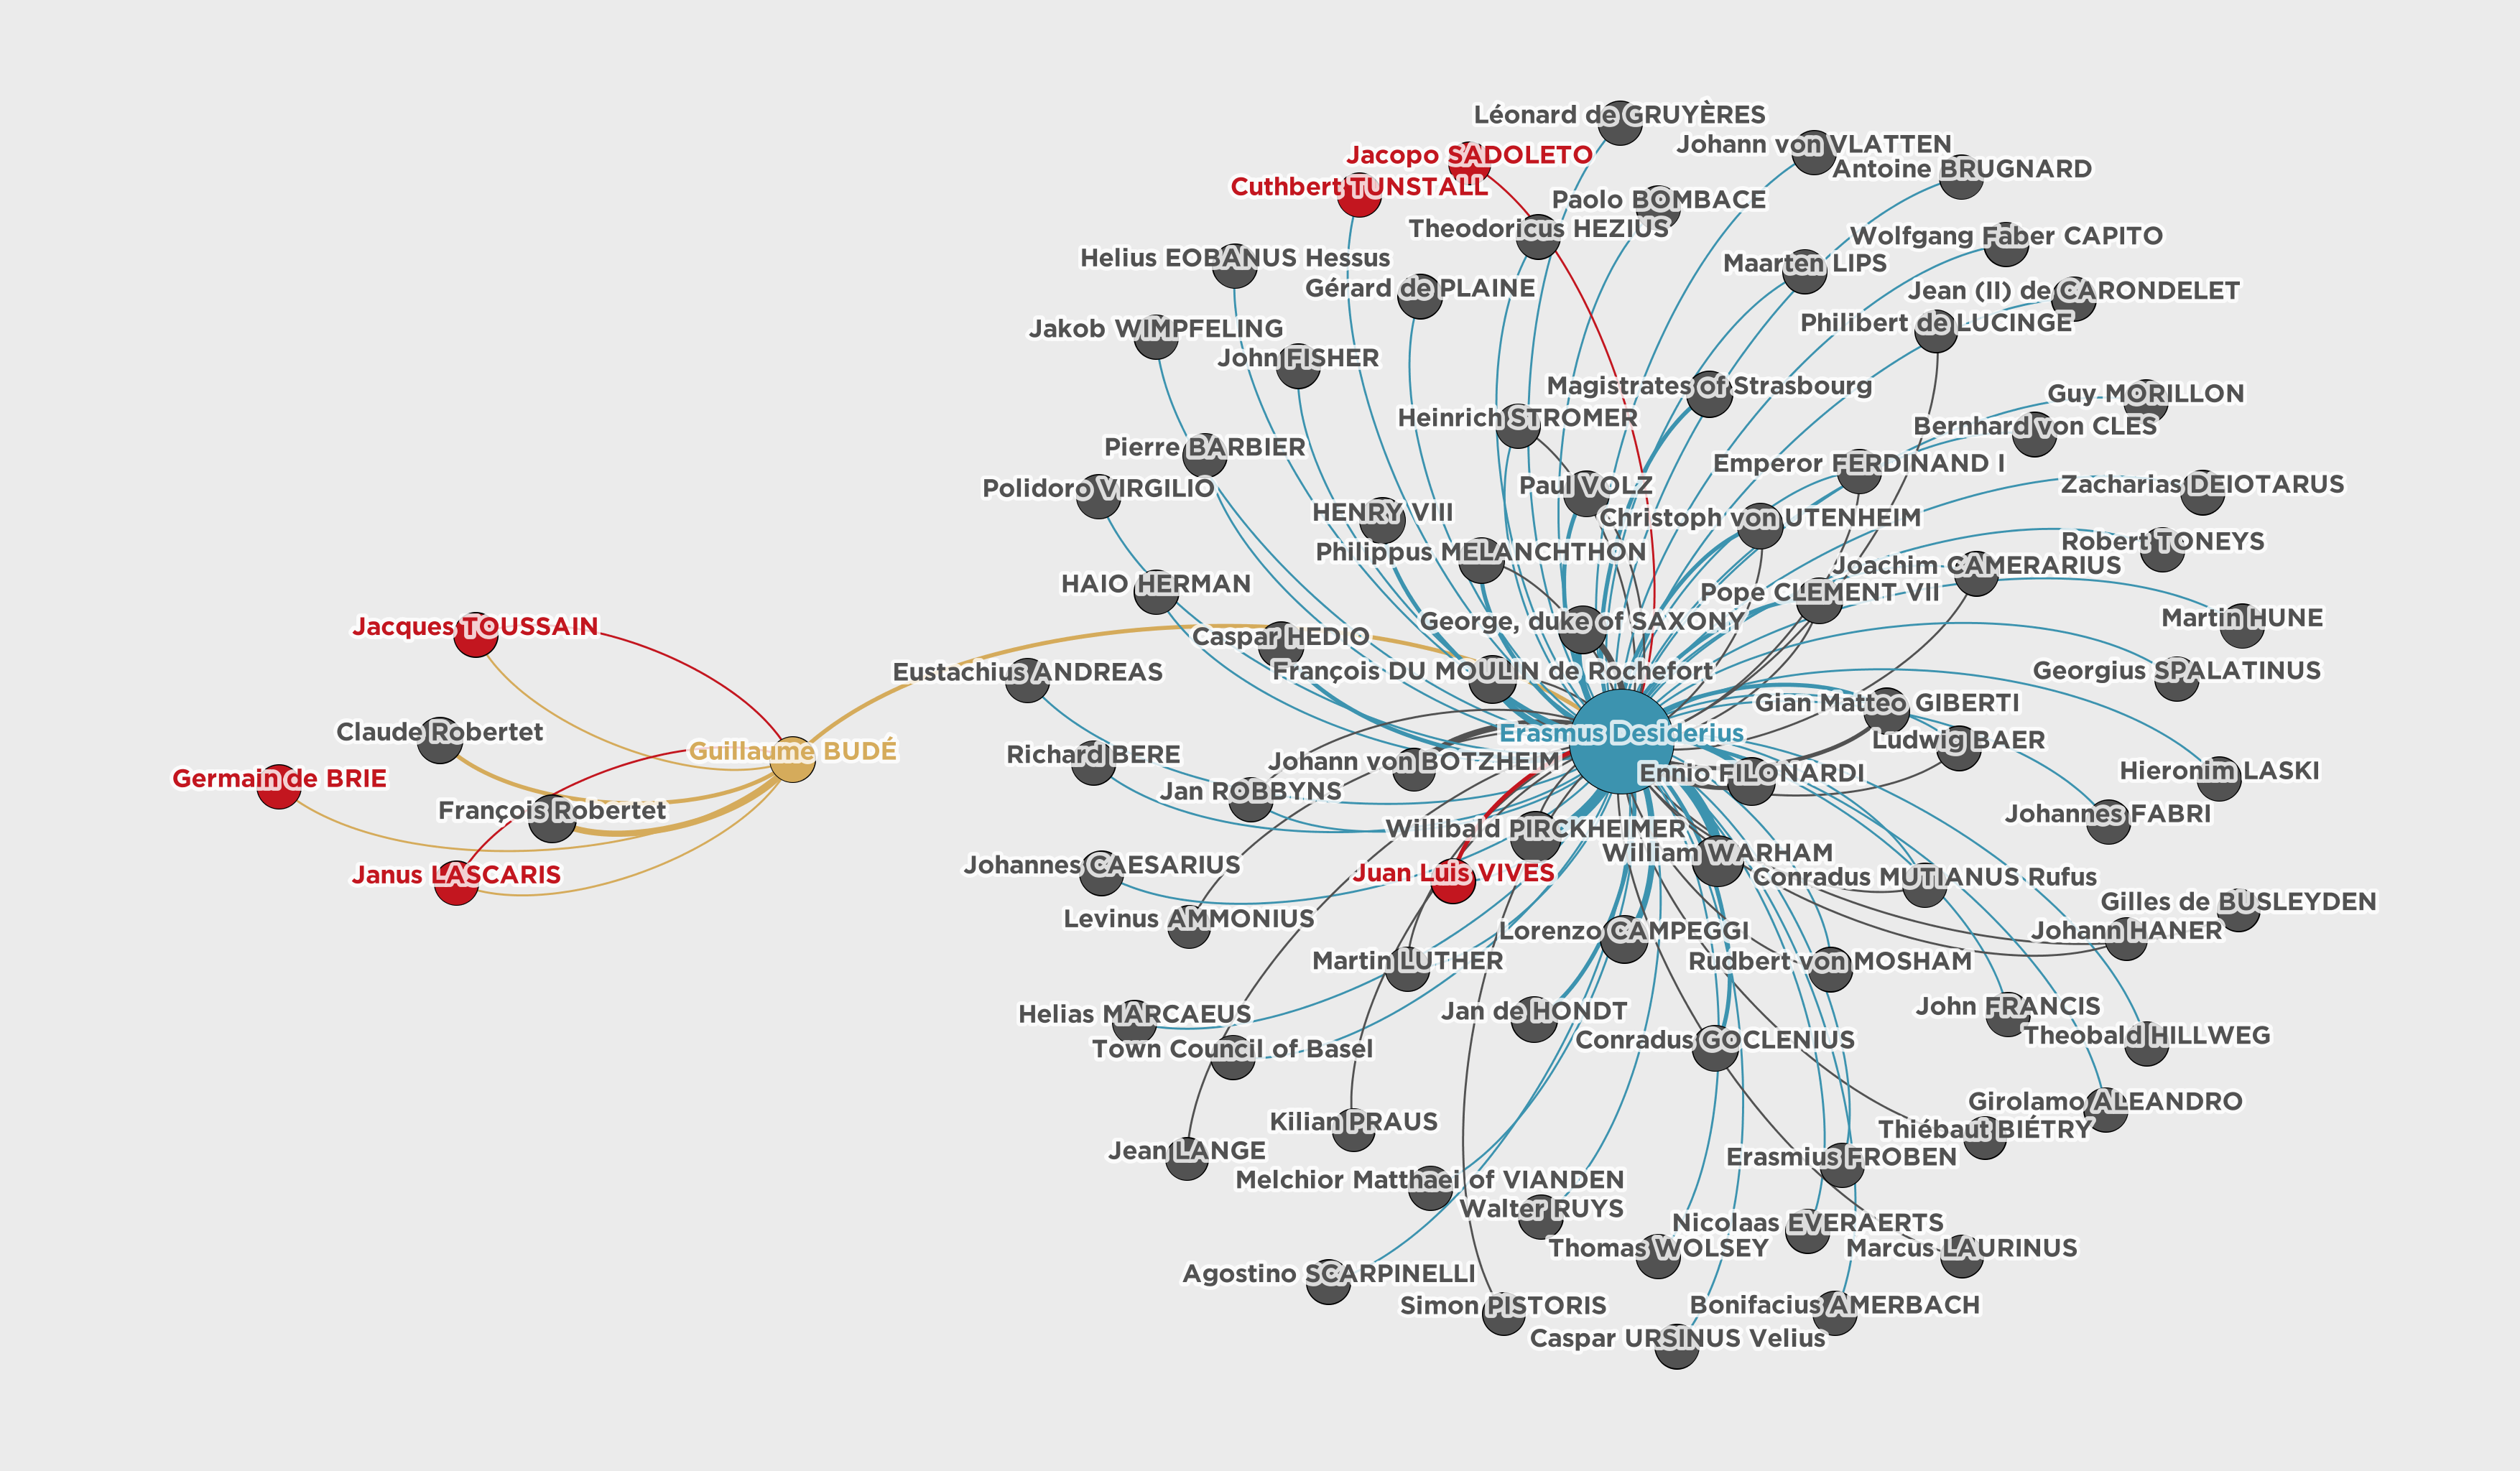 Léonard de GRUYÈRES
Johann von VLATTEN
Jacopo SADOLETO
Antoine BRUGNARD
Cuthbert TUNSTALL
Paolo BOMBACE
Theodoricus HEZIUS
Wolfgang Faber CAPITO
Helius EOBANUS Hessus
Maarten LIPS
Gérard de PLAINE
Jean (II) de CARONDELET
Jakob WIMPFELING
Philibert de LUCINGE
John FISHER
Magistrates of Strasbourg
Guy MORILLON
Heinrich STROMER
Bernhard von CLES
Pierre BARBIER
Emperor FERDINAND I
Polidoro VIRGILIO
Paul VOLZ
Zacharias DEIOTARUS
HENRY VIII
Christoph von UTENHEIM
Robert TONEYS
Philippus MELANCHTHON
Joachim CAMERARIUS
HAIO HERMAN
Pope CLEMENT VII
Martin HUNE
George, duke of SAXONY
Jacques TOUSSAIN
Caspar HEDIO
Eustachius ANDREAS
François DU MOULIN de Rochefort
Georgius SPALATINUS
Gian Matteo GIBERTI
Claude Robertet
Erasmus Desiderius
Ludwig BAER
Guillaume BUDÉ
Richard BERE
Johann von BOTZHEIM
Hieronim LASKI
Germain de BRIE
Ennio FILONARDI
Jan ROBBYNS
François Robertet
Johannes FABRI
Willibald PIRCKHEIMER
William WARHAM
Johannes CAESARIUS
Janus LASCARIS
Juan Luis VIVES
Conradus MUTIANUS Rufus
Gilles de BUSLEYDEN
Levinus AMMONIUS
Lorenzo CAMPEGGI
Johann HANER
Martin LUTHER
Rudbert von MOSHAM
Helias MARCAEUS
Jan de HONDT
John FRANCIS
Theobald HILLWEG
Town Council of Basel
Conradus GOCLENIUS
Girolamo ALEANDRO
Kilian PRAUS
Thiébaut BIÉTRY
Jean LANGE
Erasmius FROBEN
Melchior Matthaei of VIANDEN
Walter RUYS
Nicolaas EVERAERTS
Thomas WOLSEY
Marcus LAURINUS
Agostino SCARPINELLI
Simon PISTORIS
Bonifacius AMERBACH
Caspar URSINUS Velius